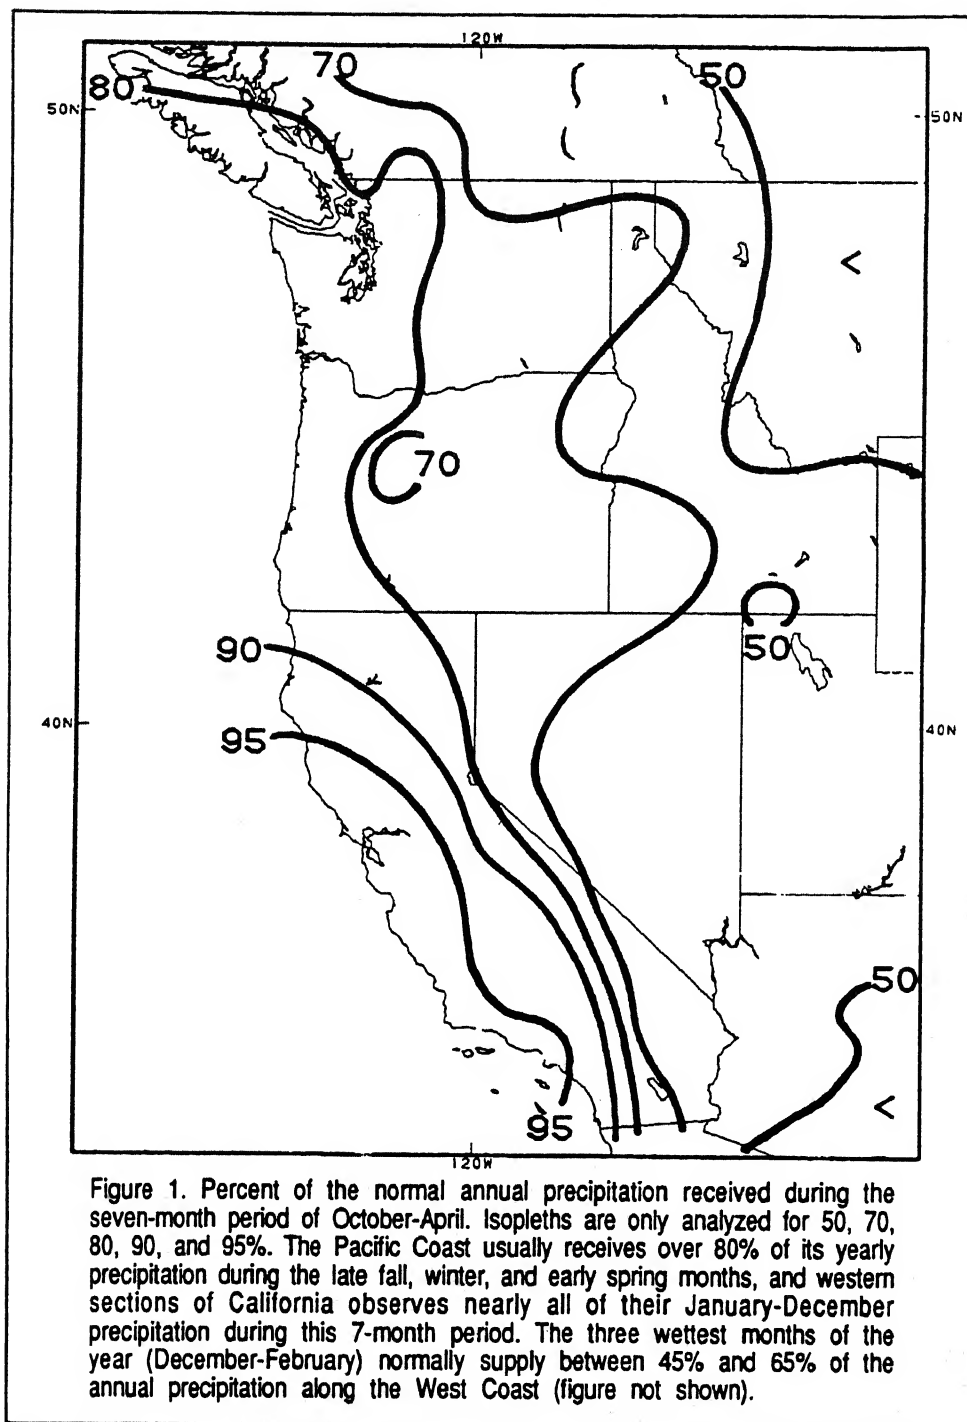 120W
70
50
80
50N
50N
<
70
90
50
40N
95
40N
50
<
95
120W
Figure 1. Percent of the normal annual precipitation received during the
seven-month period of October-April. Isopleths are only analyzed for 50, 70,
80, 90, and 95%. The Pacific Coast usually receives over 80% of its yearly
precipitation during the late fall, winter, and early spring months, and western
sections of California observes nearly all of their January-December
precipitation during this 7-month period. The three wettest months of the
year (December-February) normally supply between 45% and 65% of the
annual precipitation along the West Coast (figure not shown).